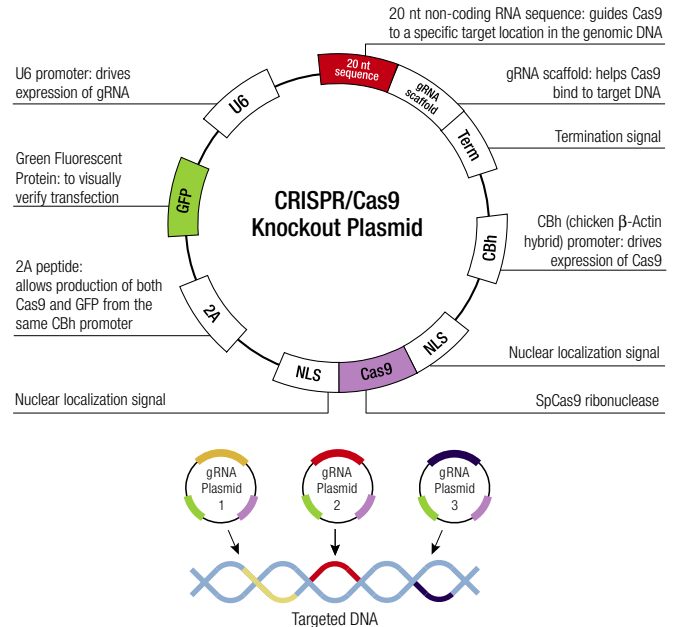 20 nt non-coding RNA sequence: guides Cas9
to a specific target location in the genomic DNA
U6 promoter: drives
expression of gRNA
gRNA scaffold: helps Cas9
bind to target DNA
Termination signal
Green Fluorescent
Protein: to visually
verify transfection
CBh (chicken β-Actin
hybrid) promoter: drives
expression of Cas9
2A peptide:
allows production of both
Cas9 and GFP from the
same CBh promoter
Nuclear localization signal
Nuclear localization signal
SpCas9 ribonuclease
20 nt
sequence
gRNA
scaffold
Term
CBh
NLS
Cas9
NLS
2A
GFP
U6
CRISPR/Cas9
Knockout Plasmid
gRNA
Plasmid
1
gRNA
Plasmid
2
gRNA
Plasmid
3
Targeted DNA